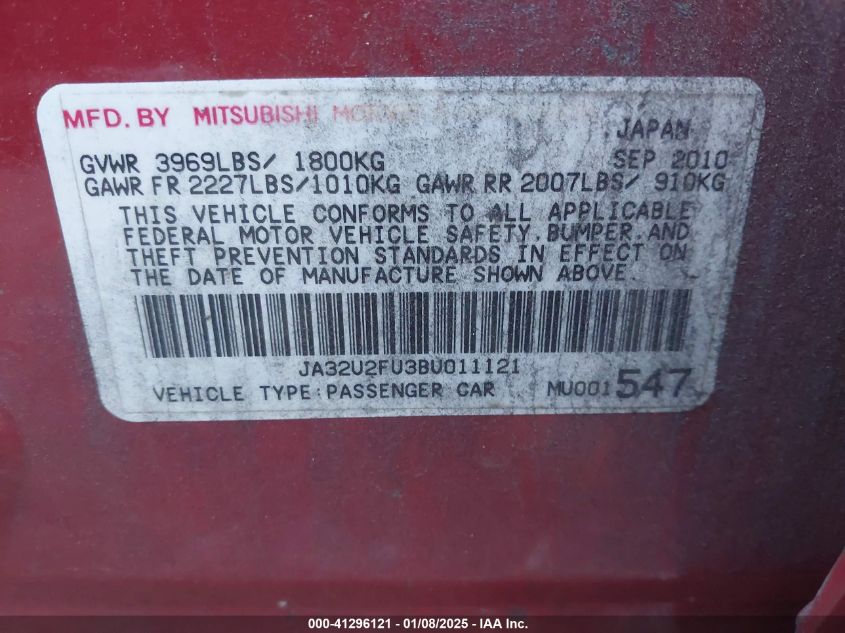 MFD. BY MITSUBISHI
JAPAN
GVWR 3969LBS/ 1800KG SEP 2010
GAWR FR 2227LBS/1010KG GAWR RR 2007LBS/ 910KG
THIS VEHICLE CONFORMS TO ALL APPLICABLE
FEDERAL MOTOR VEHICLE SAFETY, BUMPER, AND
THEFT PREVENTION STANDARDS IN EFFECT ON
THE DATE OF MANUFACTURE SHOWN ABOVE
JA32U2FU3BU011121
VEHICLE TYPE:PASSENGER CAR MU001547
000-41296121 - 01/08/2025 - IAA Inc.